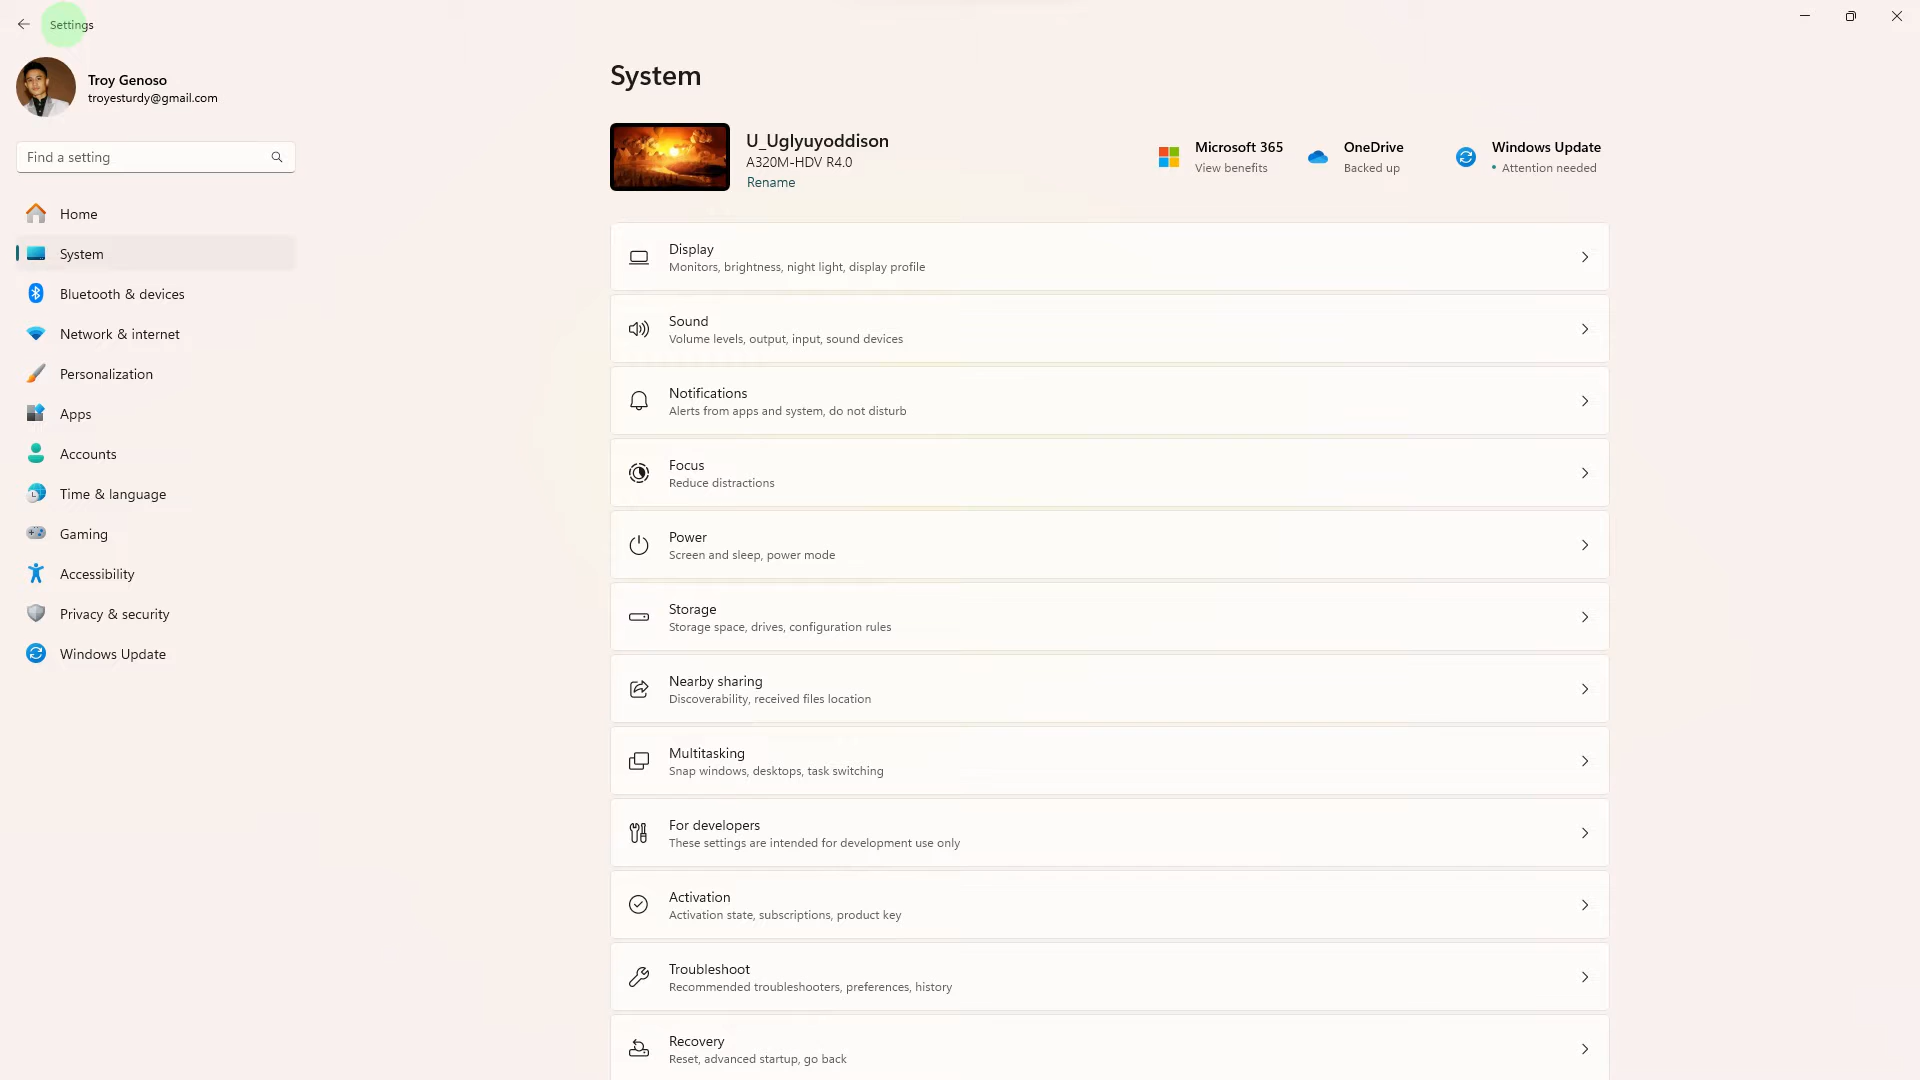 Settings
Troy Genoso
troyesturdy@gmail.com
Find a setting
Home
System
Bluetooth & devices
Network & internet
Personalization
Apps
Accounts
Time & language
Gaming
Accessibility
Privacy & security
Windows Update
System
U_Uglyuyoddison
A320M-HDV R4.0
Rename
Microsoft 365
View benefits
OneDrive
Backed up
Windows Update
Attention needed
Display
Monitors, brightness, night light, display profile
Sound
Volume levels, output, input, sound devices
Notifications
Alerts from apps and system, do not disturb
Focus
Reduce distractions
Power
Screen and sleep, power mode
Storage
Storage space, drives, configuration rules
Nearby sharing
Discoverability, received files location
Multitasking
Snap windows, desktops, task switching
For developers
These settings are intended for development use only
Activation
Activation state, subscriptions, product key
Troubleshoot
Recommended troubleshooters, preferences, history
Recovery
Reset, advanced startup, go back